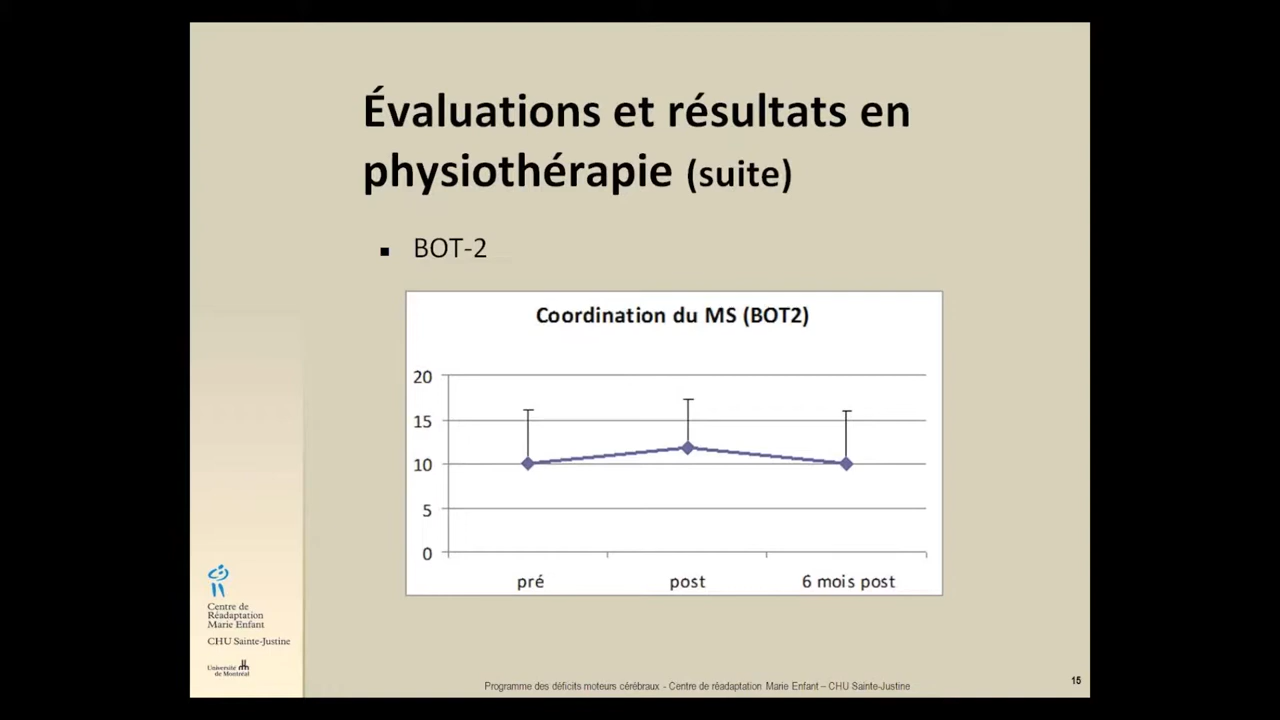 Évaluations et résultats en
physiothérapie (suite)
▪ BOT-2
Coordination du MS (BOT2)
20
15
10
5
0
pré post 6 mois post
Centre de
Réadaptation
Marie Enfant
CHU Sainte-Justine
Université
de Montréal
Programme des déficits moteurs cérébraux - Centre de réadaptation Marie Enfant – CHU Sainte-Justine
15